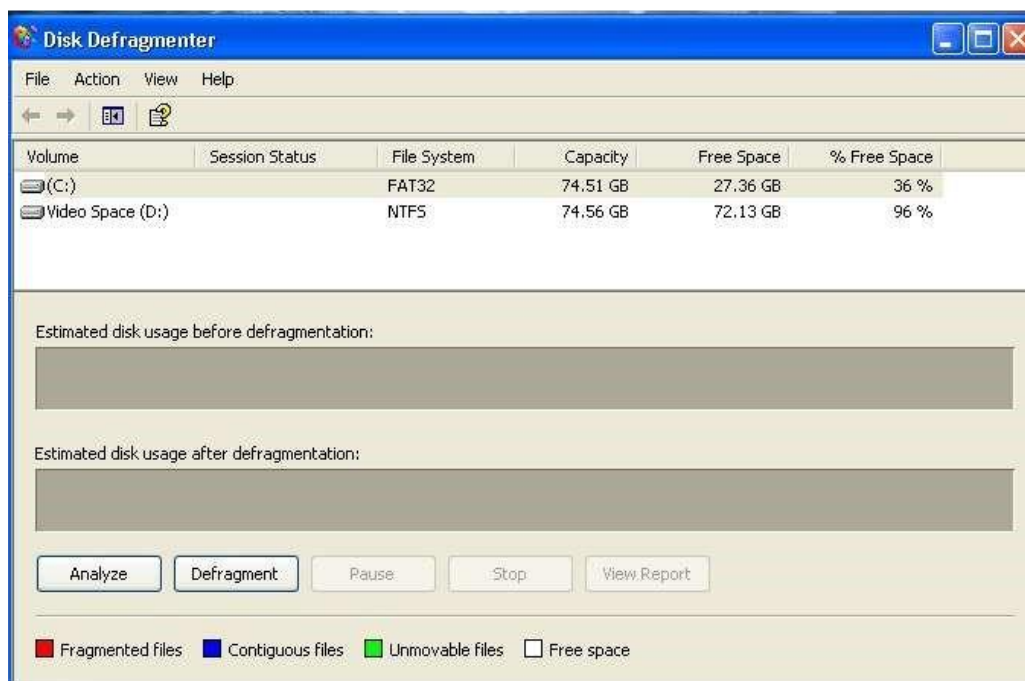 Disk Defragmenter
File Action View Help
Volume Session Status File System Capacity Free Space % Free Space
(C:) FAT32 74.51 GB 27.36 GB 36 %
Video Space (D:) NTFS 74.56 GB 72.13 GB 96 %
Estimated disk usage before defragmentation:
Estimated disk usage after defragmentation:
Analyze Defragment Pause Stop View Report
Fragmented files Contiguous files Unmovable files Free space